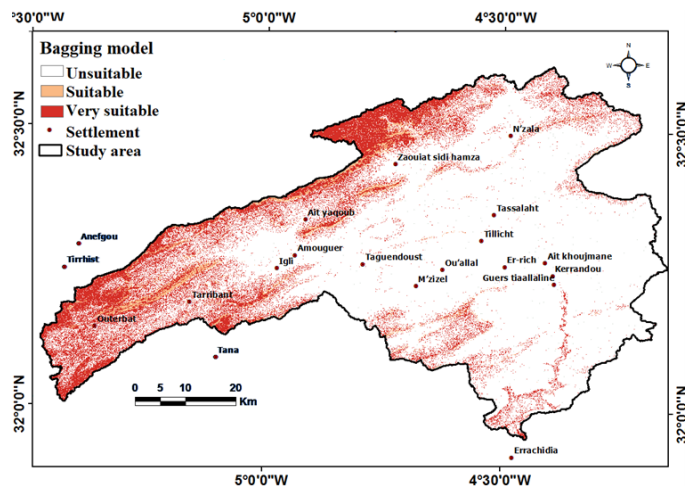 5°0'0"W
4°30'0"W
Bagging model
Unsuitable
Suitable
Very suitable
Settlement
Study area
N
W
E
S
32°30'0"N
32°30'0"N
N'zala
Zaouiat sidi hamza
Tassalaht
Ait yaqoub
Anefgou
Tillicht
Amouguer
Tirrhist
Igli
Taguendoust
Ou'allal
Er-rich
Ait khoujmane
Kerrandou
Guers tiaallaline
M'zizel
Tarribant
Outerbat
Tana
0 5 10 20
Km
32°0'0"N
32°0'0"N
Errachidia
5°0'0"W
4°30'0"W